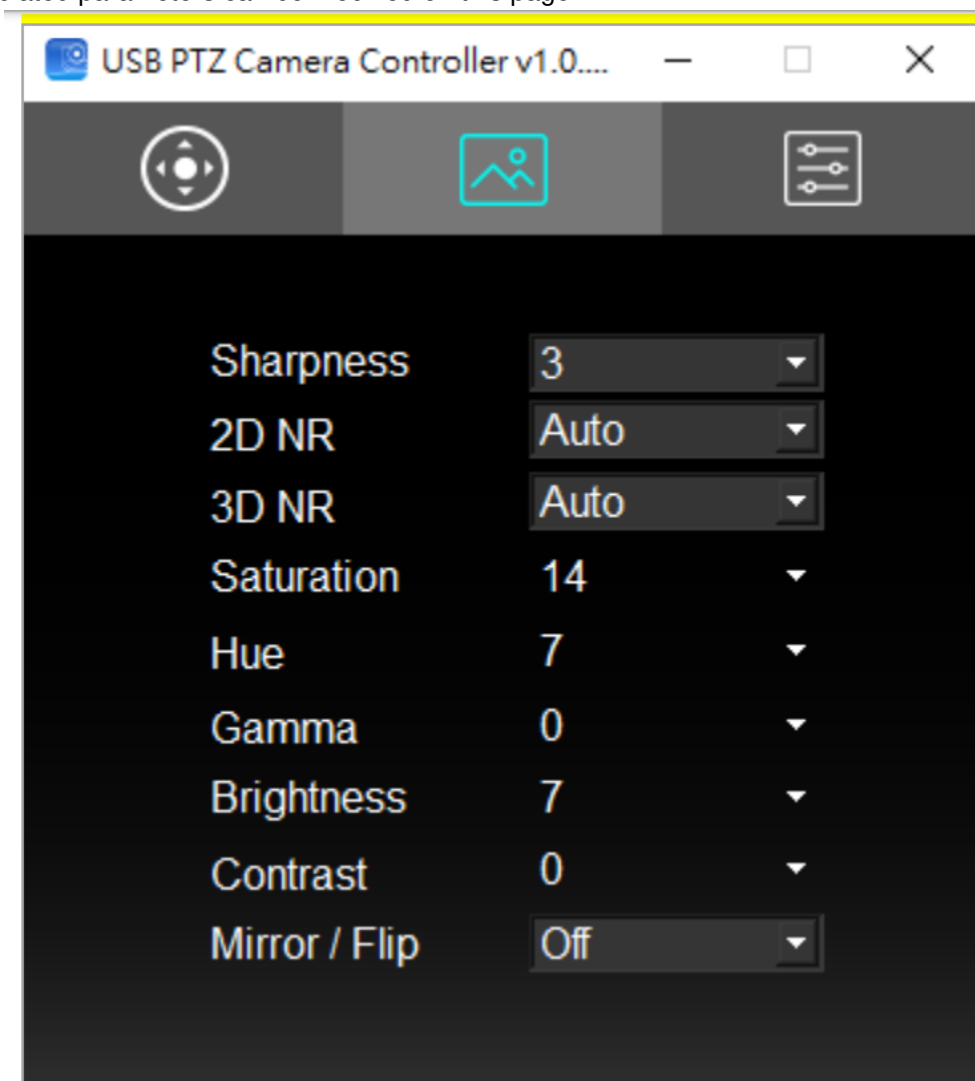 USB PTZ Camera Controller v1.0....
Sharpness 3
2D NR Auto
3D NR Auto
Saturation 14
Hue 7
Gamma 0
Brightness 7
Contrast 0
Mirror / Flip Off